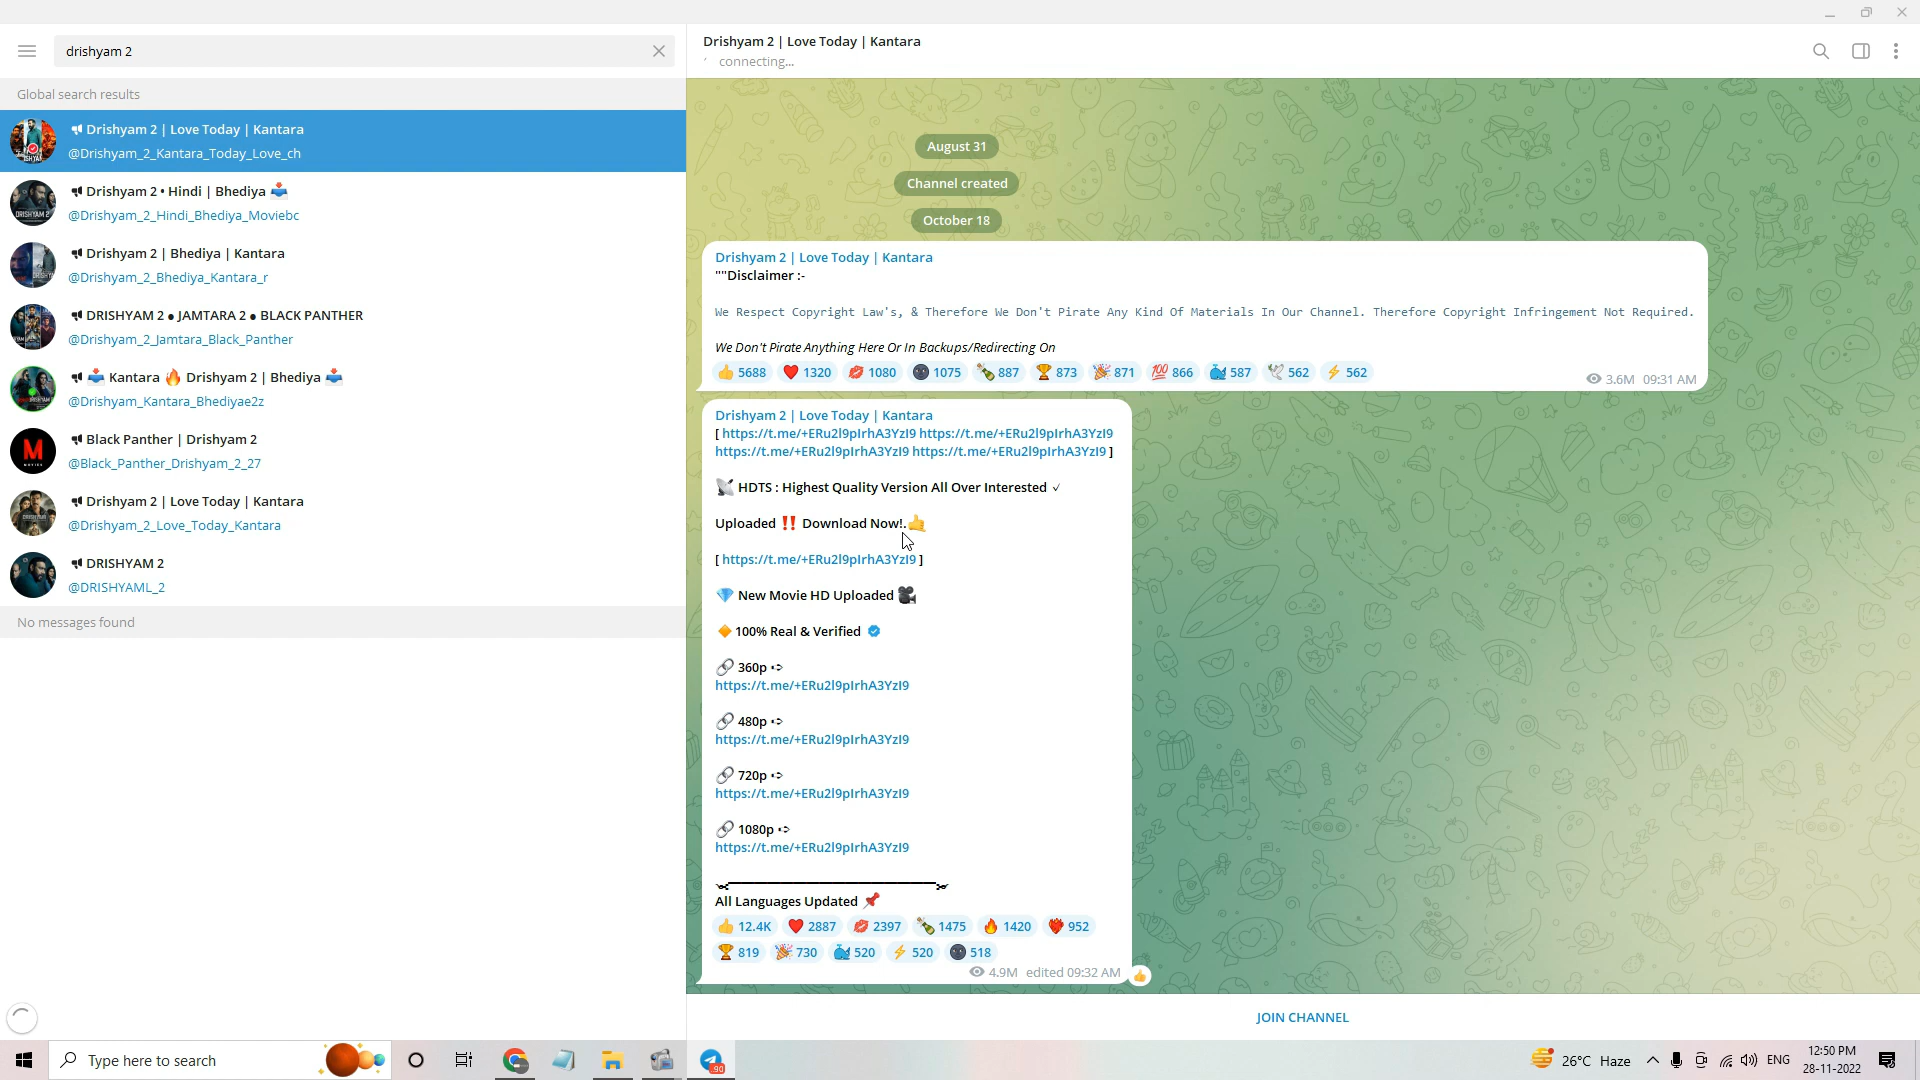 drishyam 2
Global search results
Drishyam 2 | Love Today | Kantara
@Drishyam_2_Kantara_Today_Love_ch
Drishyam 2 • Hindi | Bhediya 📥
@Drishyam_2_Hindi_Bhediya_Moviebc
Drishyam 2 | Bhediya | Kantara
@Drishyam_2_Bhediya_Kantara_r
DRISHYAM 2 ● JAMTARA 2 ● BLACK PANTHER
@Drishyam_2_Jamtara_Black_Panther
📥 Kantara 🔥 Drishyam 2 | Bhediya 📥
@Drishyam_Kantara_Bhediyae2z
Black Panther | Drishyam 2
@Black_Panther_Drishyam_2_27
Drishyam 2 | Love Today | Kantara
@Drishyam_2_Love_Today_Kantara
DRISHYAM 2
@DRISHYAML_2
No messages found
Drishyam 2 | Love Today | Kantara
connecting...
August 31
Channel created
October 18
Drishyam 2 | Love Today | Kantara
""Disclaimer :-
We Respect Copyright Law's, & Therefore We Don't Pirate Any Kind Of Materials In Our Channel. Therefore Copyright Infringement Not Required.
We Don't Pirate Anything Here Or In Backups/Redirecting On
👍 5688 ❤️ 1320 💋 1080 🌚 1075 🍾 887 🏆 873 🎉 871 💯 866 🐳 587 🕊 562 ⚡ 562
3.6M 09:31 AM
Drishyam 2 | Love Today | Kantara
[ https://t.me/+ERu2l9plrhA3YzI9 https://t.me/+ERu2l9plrhA3YzI9
https://t.me/+ERu2l9plrhA3YzI9 https://t.me/+ERu2l9plrhA3YzI9 ]
📡 HDTS : Highest Quality Version All Over Interested ✓
Uploaded ‼️ Download Now!.🤙
[ https://t.me/+ERu2l9plrhA3YzI9 ]
💎 New Movie HD Uploaded 🎥
🔸 100% Real & Verified
🔗 360p ➪
https://t.me/+ERu2l9plrhA3YzI9
🔗 480p ➪
https://t.me/+ERu2l9plrhA3YzI9
🔗 720p ➪
https://t.me/+ERu2l9plrhA3YzI9
🔗 1080p ➪
https://t.me/+ERu2l9plrhA3YzI9
All Languages Updated 📌
👍 12.4K ❤️ 2887 💋 2397 🍾 1475 🔥 1420 ❤️‍🔥 952
🏆 819 🎉 730 🐳 520 ⚡ 520 🌚 518
4.9M edited 09:32 AM
JOIN CHANNEL
Type here to search
90
26°C Haze
ENG
12:50 PM
28-11-2022